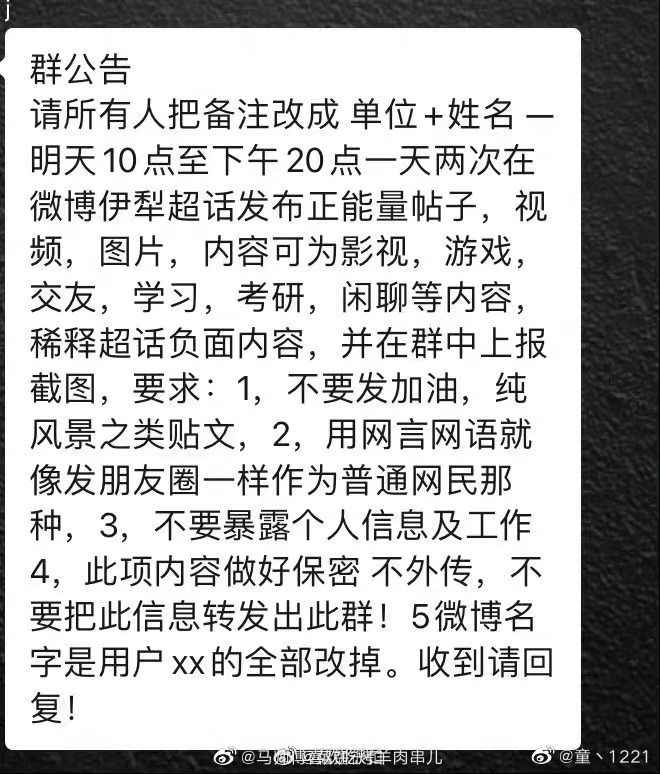 j
群公告
请所有人把备注改成 单位+姓名 —
明天10点至下午20点一天两次在
微博伊犁超话发布正能量帖子，视
频，图片，内容可为影视，游戏，
交友，学习，考研，闲聊等内容，
稀释超话负面内容，并在群中上报
截图，要求：1，不要发加油，纯
风景之类贴文，2，用网言网语就
像发朋友圈一样作为普通网民那
种，3，不要暴露个人信息及工作
4，此项内容做好保密 不外传，不
要把此信息转发出此群！5微博名
字是用户xx的全部改掉。收到请回
复！
羊肉串儿
@童丶1221